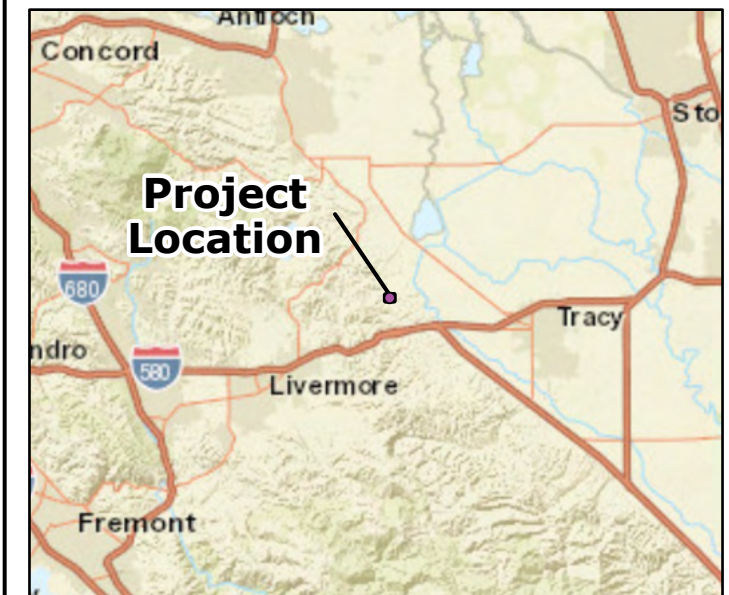 Antioch
Concord
Sto
Project
Location
680
Tracy
ndro
580
Livermore
Fremont